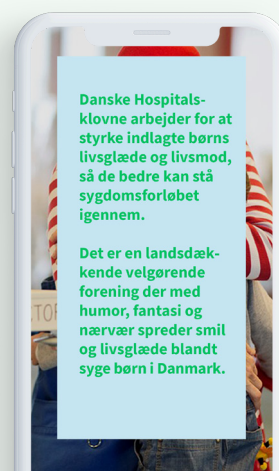 Danske Hospitals-
klovne arbejder for at
styrke indlagte børns
livsglæde og livsmod,
så de bedre kan stå
sygdomsforløbet
igennem.
Det er en landsdæk-
kende velgørende
forening der med
humor, fantasi og
nærvær spreder smil
og livsglæde blandt
syge børn i Danmark.